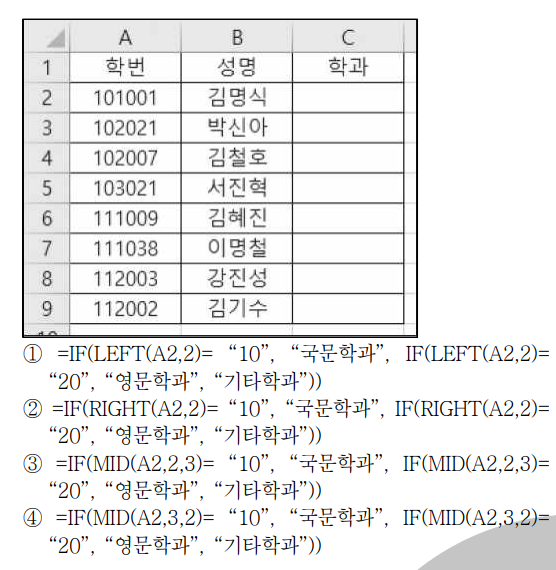 A B C
1 학번 성명 학과
2 101001 김명식
3 102021 박신아
4 102007 김철호
5 103021 서진혁
6 111009 김혜진
7 111038 이명철
8 112003 강진성
9 112002 김기수
① =IF(LEFT(A2,2)= “10”, “국문학과”, IF(LEFT(A2,2)=
“20”, “영문학과”, “기타학과”))
② =IF(RIGHT(A2,2)= “10”, “국문학과”, IF(RIGHT(A2,2)=
“20”, “영문학과”, “기타학과”))
③ =IF(MID(A2,2,3)= “10”, “국문학과”, IF(MID(A2,2,3)=
“20”, “영문학과”, “기타학과”))
④ =IF(MID(A2,3,2)= “10”, “국문학과”, IF(MID(A2,3,2)=
“20”, “영문학과”, “기타학과”))